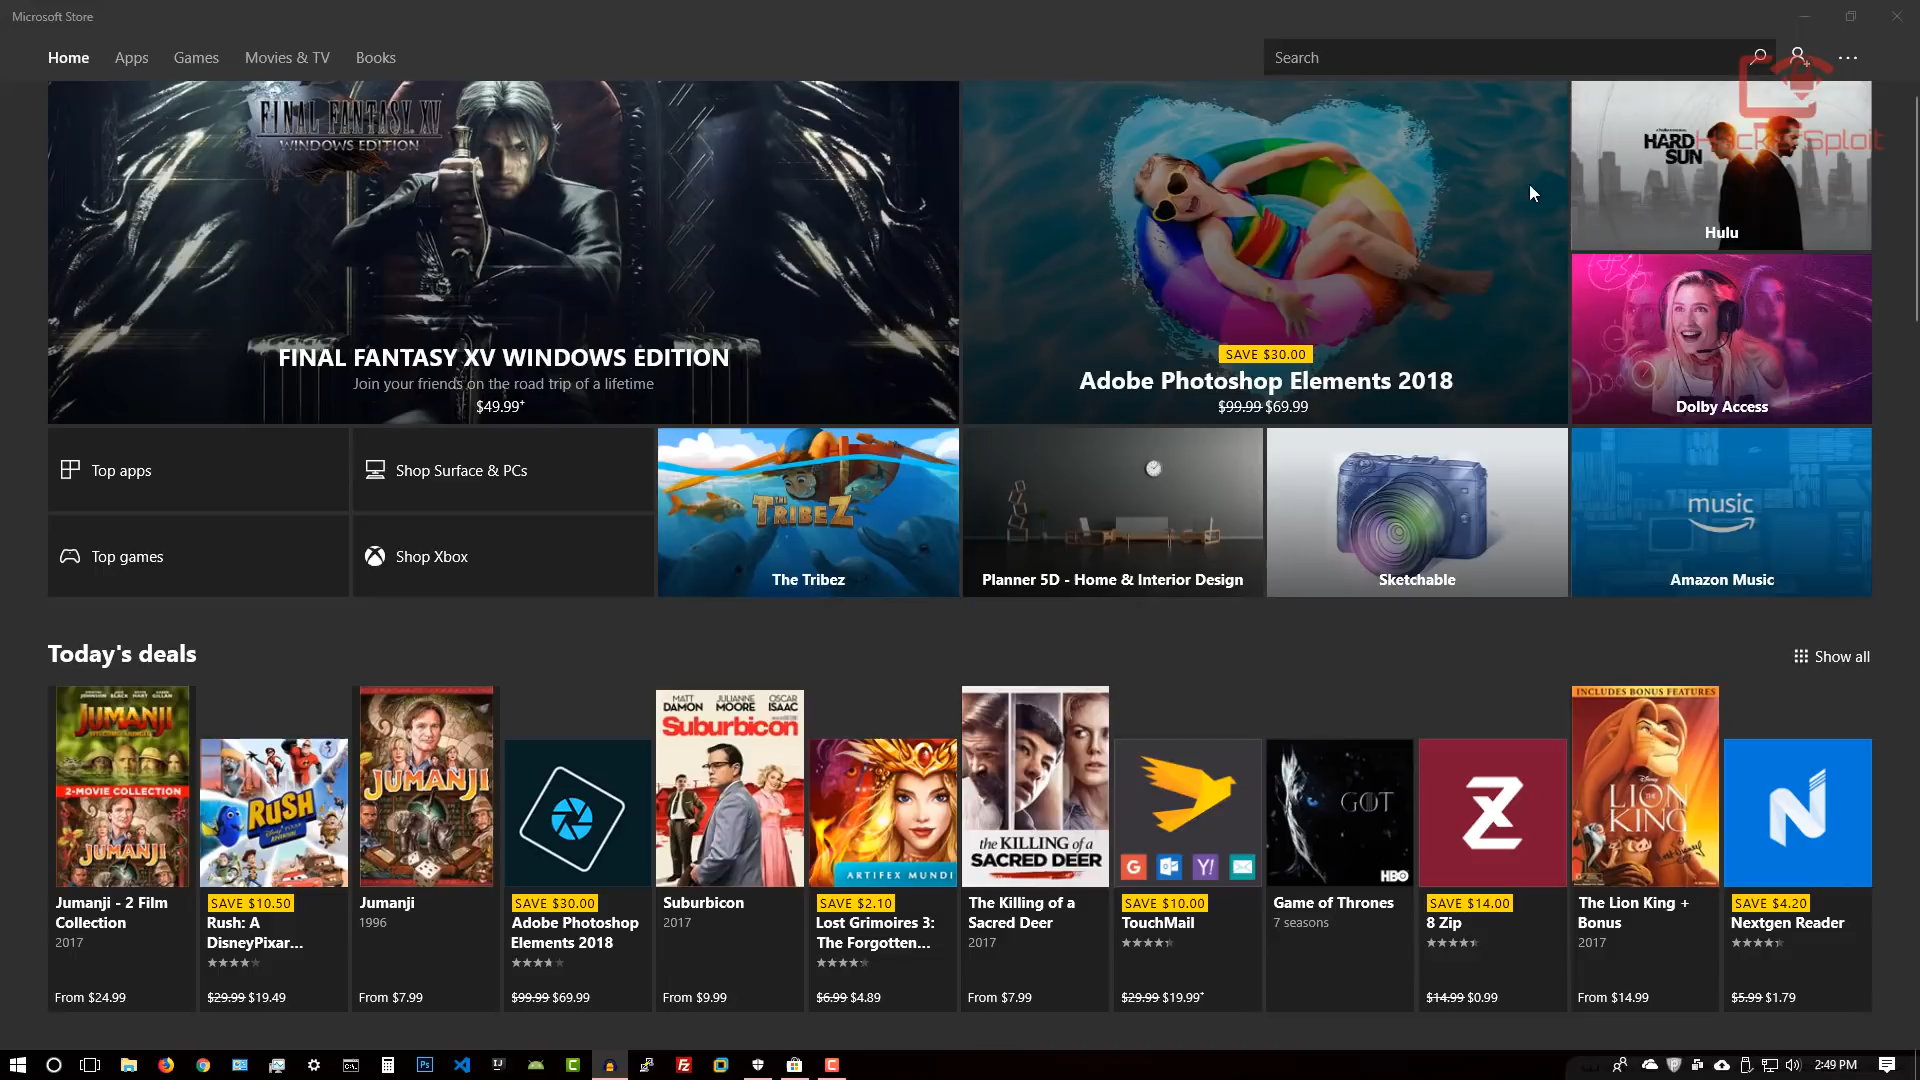 Microsoft Store
Home
Apps
Games
Movies & TV
Books
Search
HackerSploit
FINAL FANTASY XV
WINDOWS EDITION
FINAL FANTASY XV WINDOWS EDITION
Join your friends on the road trip of a lifetime
$49.99+
SAVE $30.00
Adobe Photoshop Elements 2018
$99.99 $69.99
HARD
SUN
Hulu
Dolby Access
Top apps
Shop Surface & PCs
Top games
Shop Xbox
THE
TRIBEZ
The Tribez
Planner 5D - Home & Interior Design
Sketchable
music
Amazon Music
Today's deals
Show all
JUMANJI
2-MOVIE COLLECTION
JUMANJI
Jumanji - 2 Film
Collection
2017
From $24.99
RUSH
SAVE $10.50
Rush: A
DisneyPixar...
$29.99 $19.49
JUMANJI
Jumanji
1996
From $7.99
SAVE $30.00
Adobe Photoshop
Elements 2018
$99.99 $69.99
MATT
DAMON
JULIANNE
MOORE
OSCAR
ISAAC
Suburbicon
Suburbicon
2017
From $9.99
ARTIFEX MUNDI
SAVE $2.10
Lost Grimoires 3:
The Forgotten...
$6.99 $4.89
the KILLING of a
SACRED DEER
The Killing of a
Sacred Deer
2017
From $7.99
G
Y!
SAVE $10.00
TouchMail
$29.99 $19.99*
GOT
HBO
Game of Thrones
7 seasons
SAVE $14.00
8 Zip
$14.99 $0.99
INCLUDES BONUS FEATURES
Disney
THE
LION
KING
The Lion King +
Bonus
2017
From $14.99
N
SAVE $4.20
Nextgen Reader
$5.99 $1.79
Ps
IJ
C
Fz
C
2:49 PM